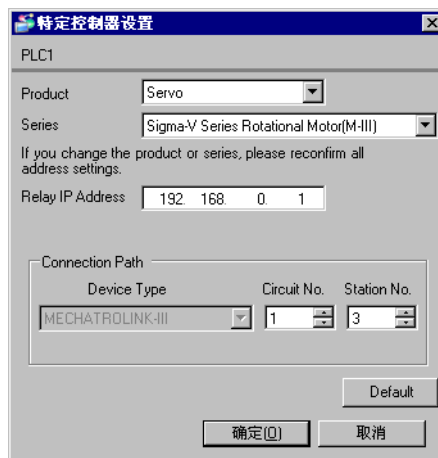 特定控制器设置
PLC1
Product Servo
Series Sigma-V Series Rotational Motor(M-III)
If you change the product or series, please reconfirm all
address settings.
Relay IP Address 192. 168. 0. 1
Connection Path
Device Type Circuit No. Station No.
MECHATROLINK-III 1 3
Default
确定(O) 取消